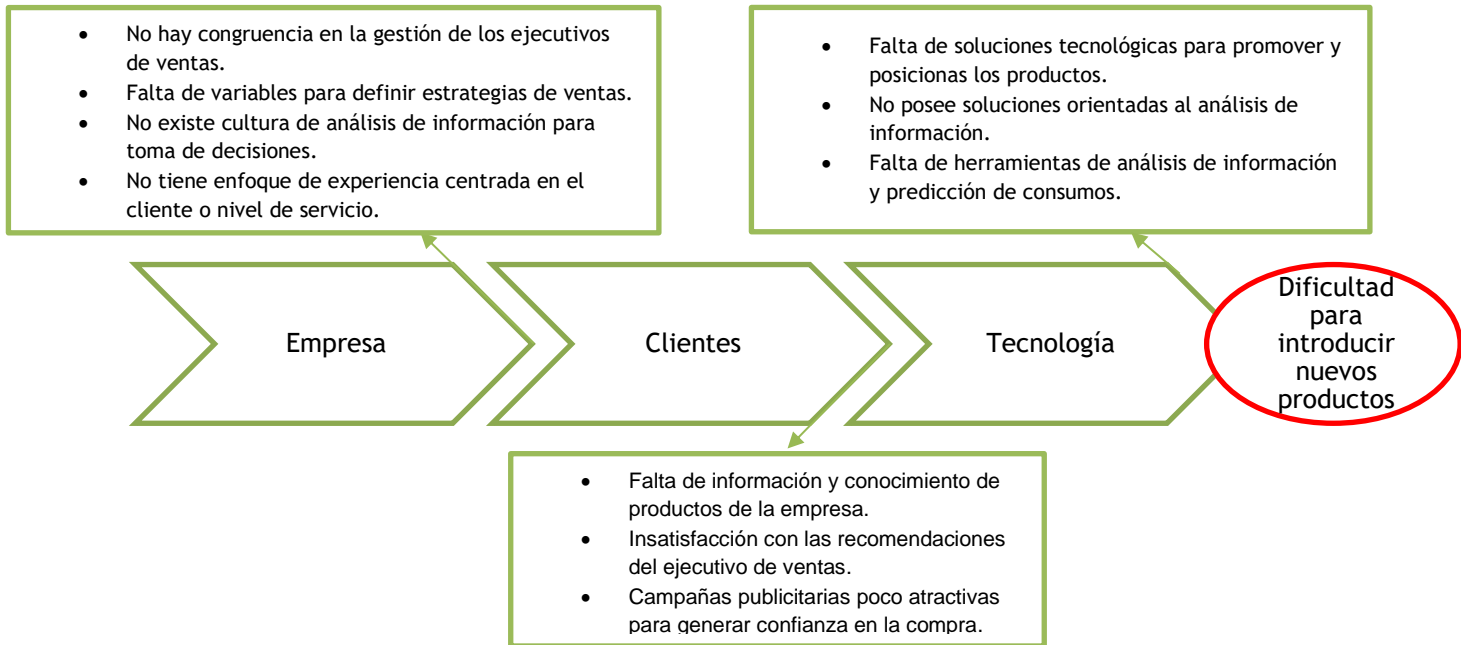 • No hay congruencia en la gestión de los ejecutivos
de ventas.
• Falta de variables para definir estrategias de ventas.
• No existe cultura de análisis de información para
toma de decisiones.
• No tiene enfoque de experiencia centrada en el
cliente o nivel de servicio.
• Falta de soluciones tecnológicas para promover y
posicionas los productos.
• No posee soluciones orientadas al análisis de
información.
• Falta de herramientas de análisis de información
y predicción de consumos.
Empresa
Clientes
Tecnología
Dificultad
para
introducir
nuevos
productos
• Falta de información y conocimiento de
productos de la empresa.
• Insatisfacción con las recomendaciones
del ejecutivo de ventas.
• Campañas publicitarias poco atractivas
para generar confianza en la compra.